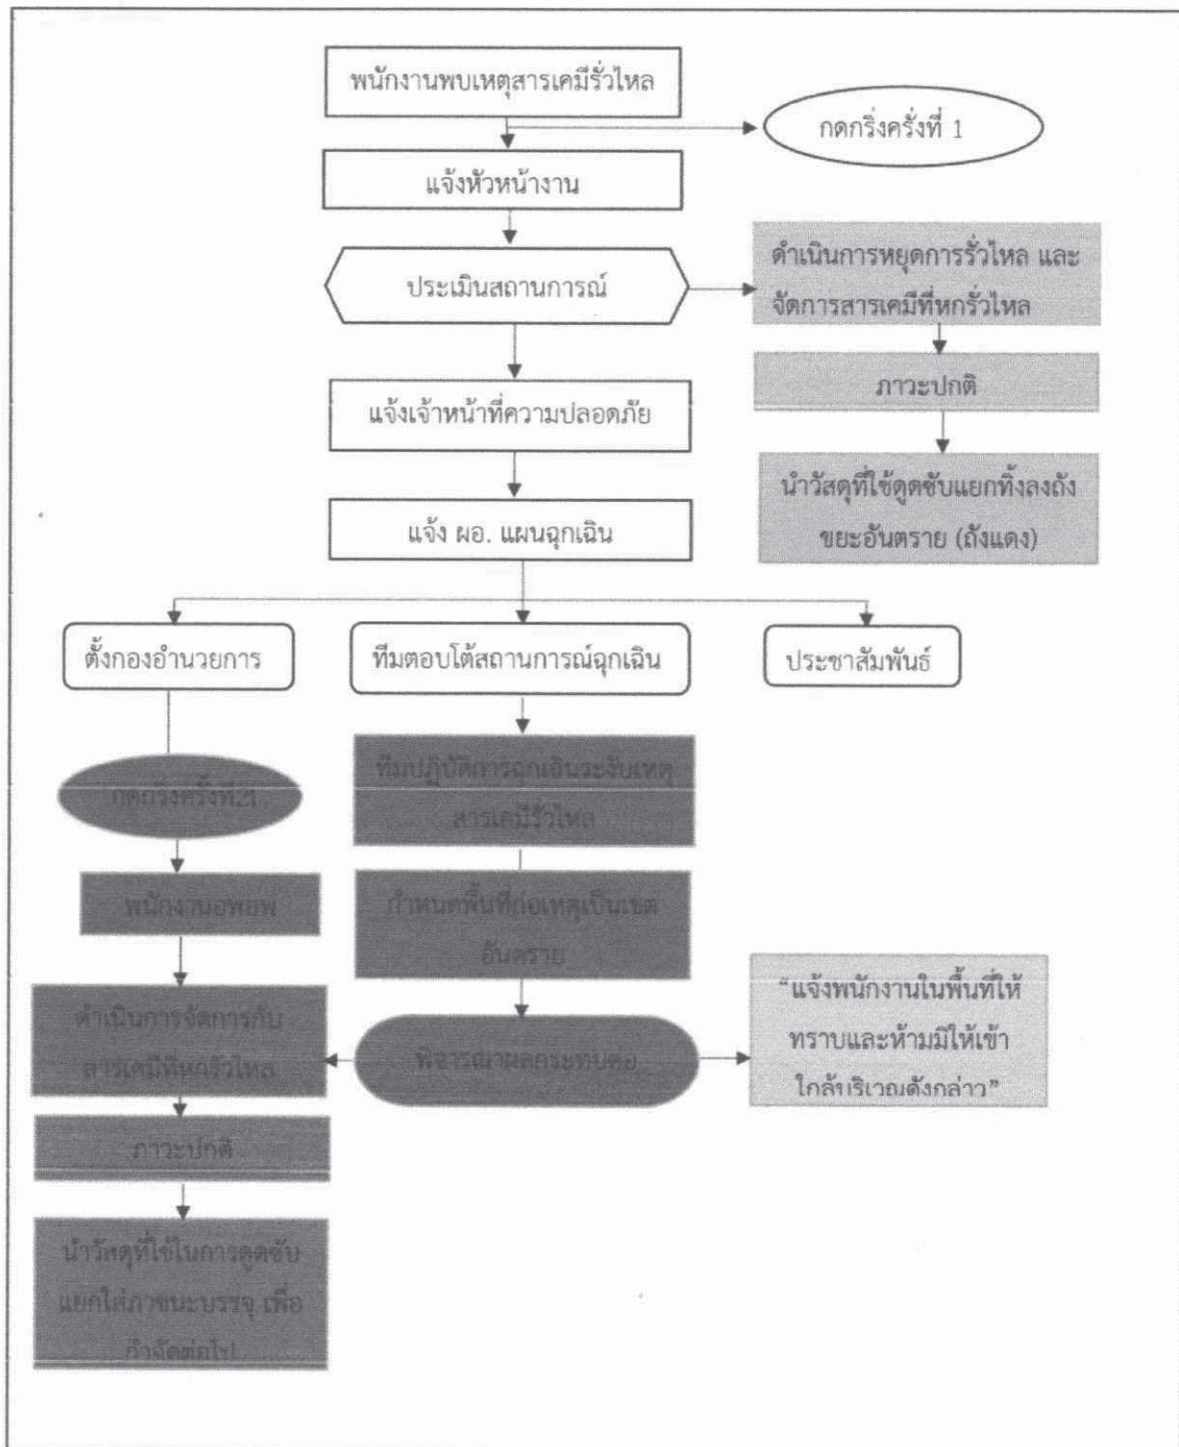 พนักงานพบเหตุสารเคมีรั่วไหล
กดกริ่งครั้งที่ 1
แจ้งหัวหน้างาน
ประเมินสถานการณ์
ดำเนินการหยุดการรั่วไหล และ
จัดการสารเคมีที่หกรั่วไหล
ภาวะปกติ
แจ้งเจ้าหน้าที่ความปลอดภัย
นำวัสดุที่ใช้ดูดซับแยกทิ้งลงถัง
ขยะอันตราย (ถังแดง)
แจ้ง ผอ. แผนฉุกเฉิน
ตั้งกองอำนวยการ
ทีมตอบโต้สถานการณ์ฉุกเฉิน
ประชาสัมพันธ์
ทีมปฏิบัติการฉุกเฉินระงับเหตุ
สารเคมีรั่วไหล
กดกริ่งครั้งที่
พนักงานอพยพ
กำหนดพื้นที่ก่อเหตุเป็นเขต
อันตราย
"แจ้งพนักงานในพื้นที่ให้
ทราบและห้ามมิให้เข้า
ใกล้บริเวณดังกล่าว"
ดำเนินการจัดการกับ
สารเคมีที่หกรั่วไหล
พิจารณาผลกระทบต่อ
ภาวะปกติ
นำวัสดุที่ใช้ในการดูดซับ
แยกใส่ภาชนะบรรจุ เพื่อ
กำจัดต่อไป